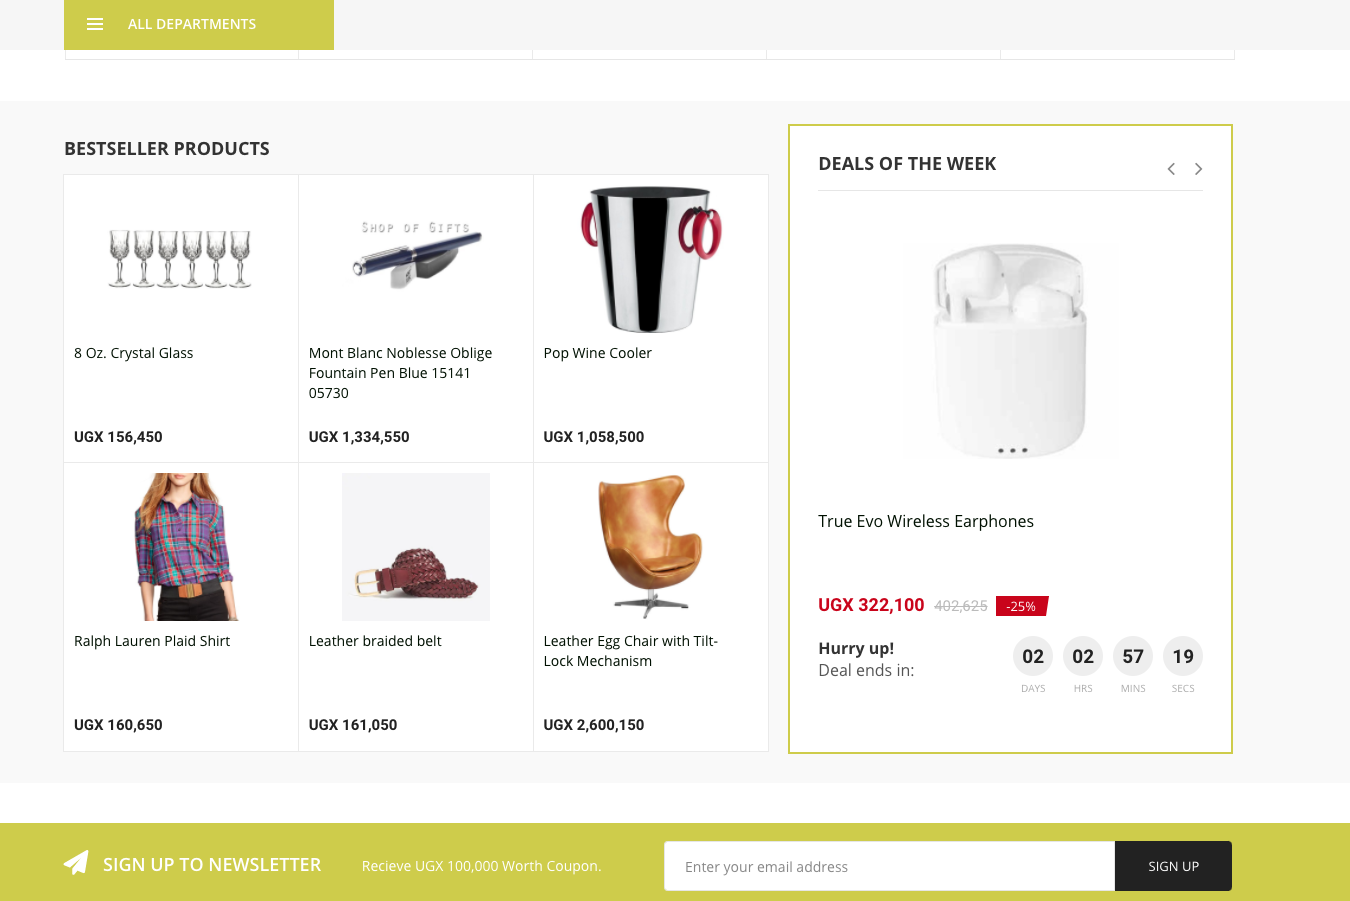 ALL DEPARTMENTS
BESTSELLER PRODUCTS
8 Oz. Crystal Glass
UGX 156,450
SHOP OF GIFTS
Mont Blanc Noblesse Oblige
Fountain Pen Blue 15141
05730
UGX 1,334,550
Pop Wine Cooler
UGX 1,058,500
Ralph Lauren Plaid Shirt
UGX 160,650
Leather braided belt
UGX 161,050
Leather Egg Chair with Tilt-
Lock Mechanism
UGX 2,600,150
DEALS OF THE WEEK
True Evo Wireless Earphones
UGX 322,100 402,625 -25%
Hurry up!
Deal ends in:
02 02 57 19
DAYS HRS MINS SECS
SIGN UP TO NEWSLETTER
Recieve UGX 100,000 Worth Coupon.
Enter your email address
SIGN UP